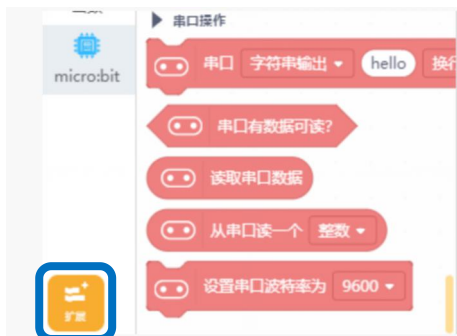 串口操作
串口 字符串输出 hello 换行
micro:bit
串口有数据可读?
读取串口数据
从串口读一个 整数
设置串口波特率为 9600
扩展